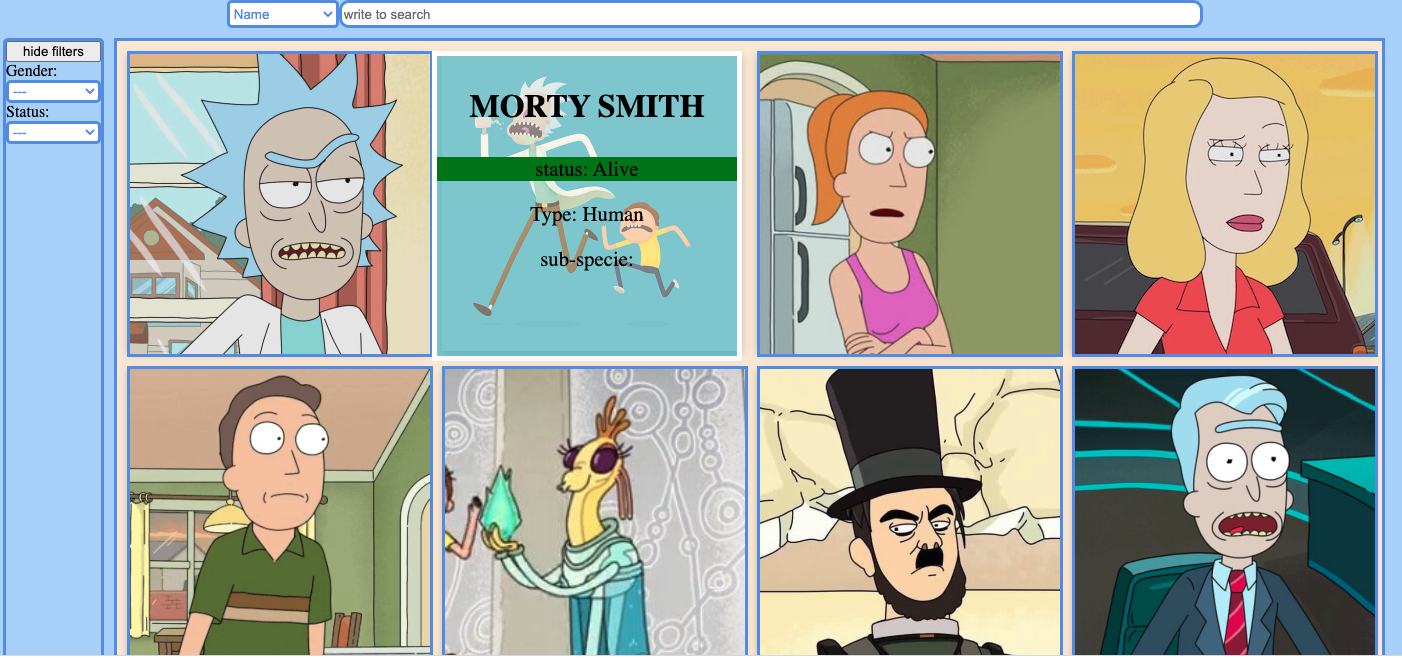 Name
write to search
hide filters
Gender:
---
Status:
---
MORTY SMITH
status: Alive
Type: Human
sub-specie: